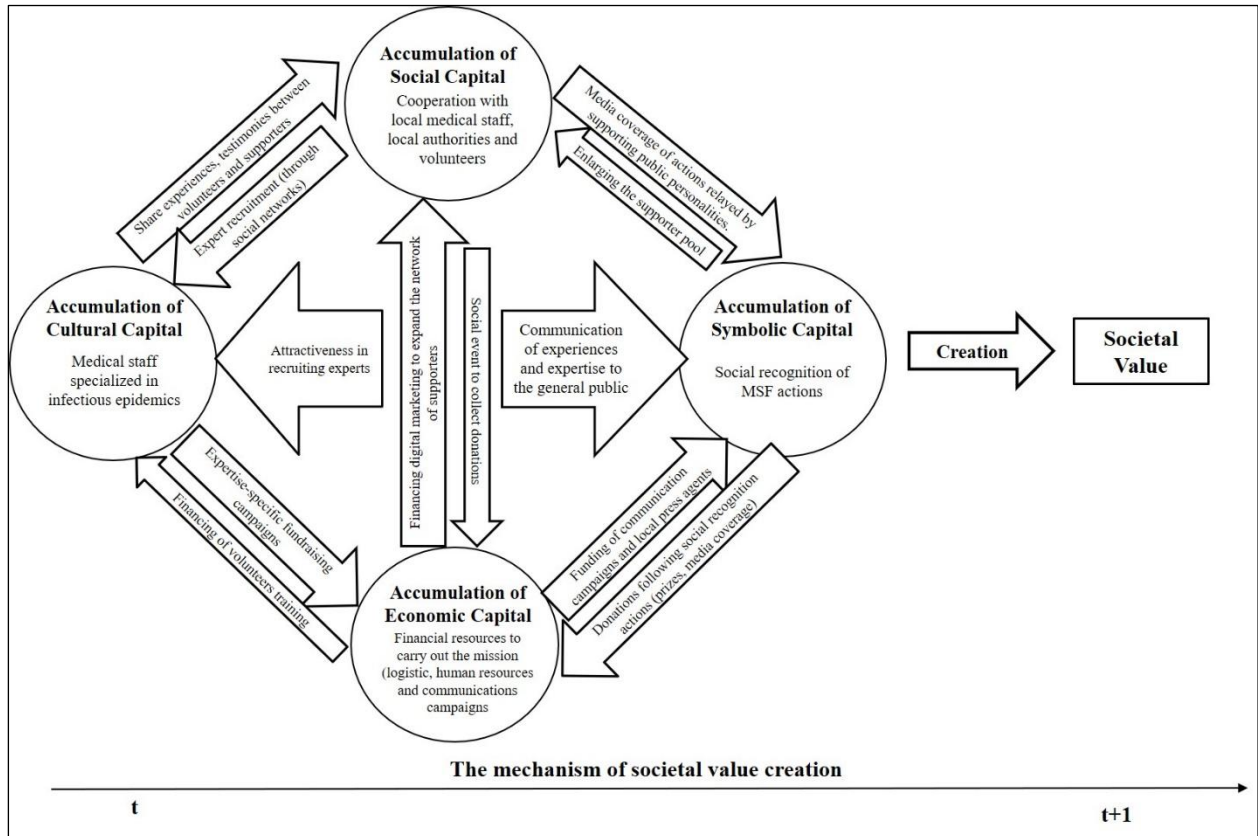 Accumulation of
Social Capital
Cooperation with
local medical staff,
local authorities and
volunteers
Share experiences, testimonies between
volunteers and supporters
Expert recruitment (through
social networks)
Media coverage of actions relayed by
supporting public personalities,
Enlarging the supporter pool
Accumulation of
Cultural Capital
Medical staff
specialized in
infectious epidemics
Attractiveness in
recruiting experts
Financing digital marketing to expand the network
of supporters
Social event to collect donations
Communication
of experiences
and expertise to
the general public
Accumulation of
Symbolic Capital
Social recognition of
MSF actions
Creation
Societal
Value
Expertise-specific fundraising
campaigns
Financing of volunteers training
Funding of communication
campaigns and local press agents
Donations following social recognition
actions (prizes, media coverage)
Accumulation of
Economic Capital
Financial resources to
carry out the mission
(logistic, human resources
and communications
campaigns
The mechanism of societal value creation
t
t+1